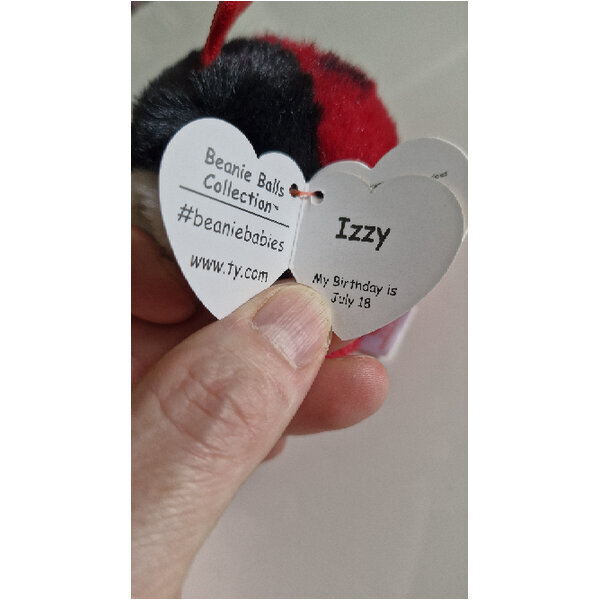 Beanie Balls
Collection™
#beaniebabies
www.ty.com
Izzy
My Birthday is
July 18